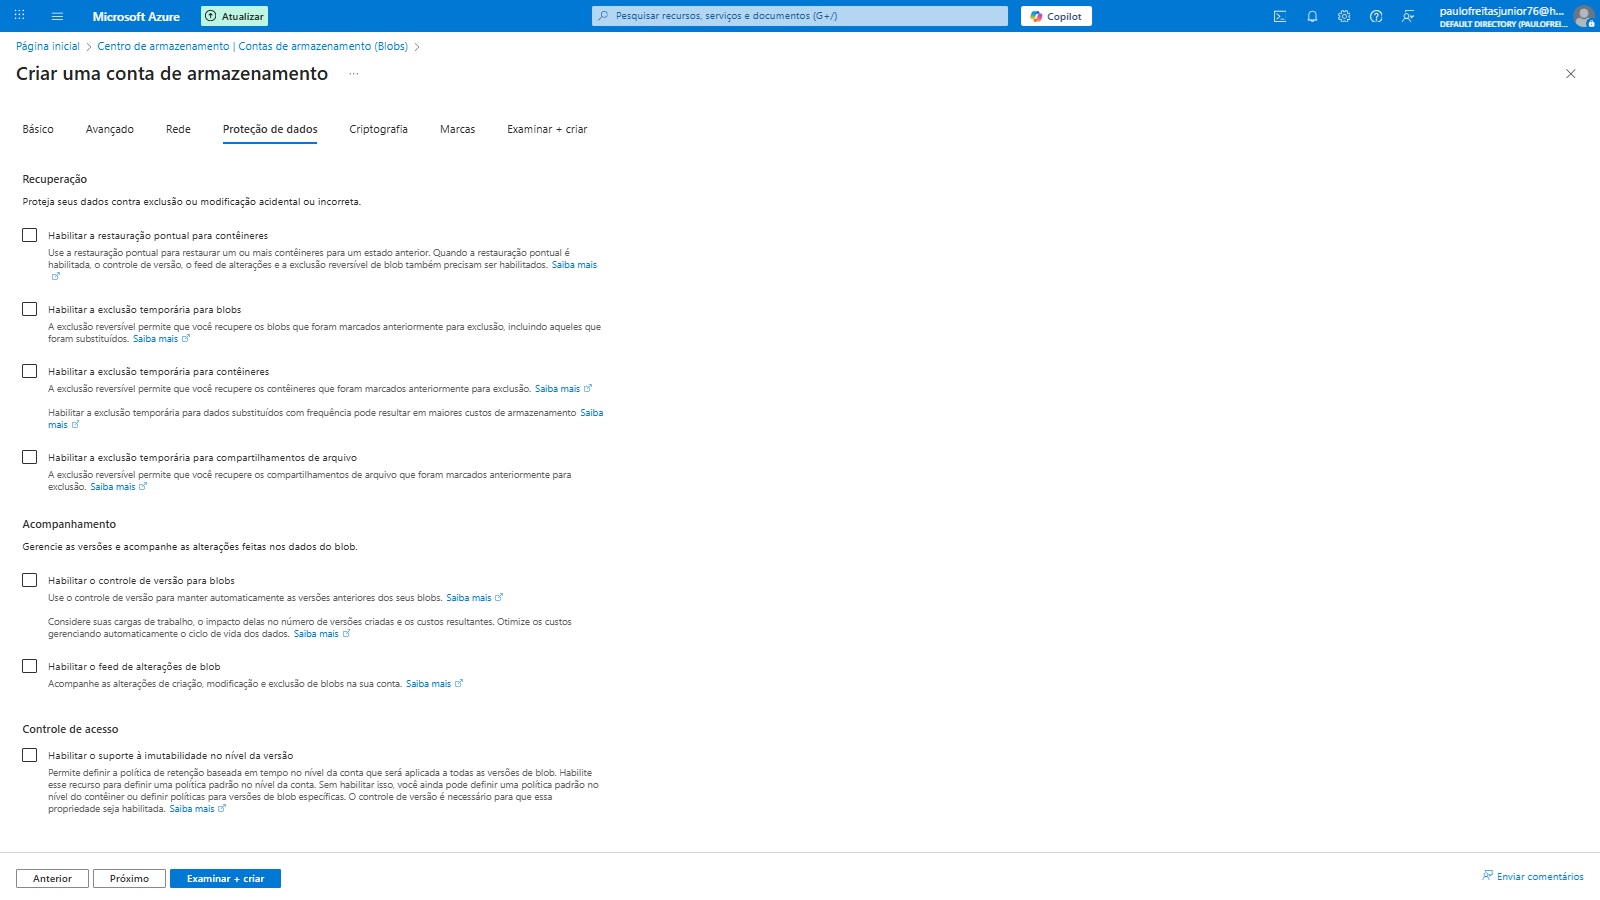 Microsoft Azure
Atualizar
Pesquisar recursos, serviços e documentos (G+/)
Copilot
paulofreitasjunior76@h...
DEFAULT DIRECTORY (PAULOFREI...
Página inicial > Centro de armazenamento | Contas de armazenamento (Blobs) >
Criar uma conta de armazenamento ...
Básico Avançado Rede Proteção de dados Criptografia Marcas Examinar + criar
Recuperação
Proteja seus dados contra exclusão ou modificação acidental ou incorreta.
Habilitar a restauração pontual para contêineres
Use a restauração pontual para restaurar um ou mais contêineres para um estado anterior. Quando a restauração pontual é
habilitada, o controle de versão, o feed de alterações e a exclusão reversível de blob também precisam ser habilitados. Saiba mais
Habilitar a exclusão temporária para blobs
A exclusão reversível permite que você recupere os blobs que foram marcados anteriormente para exclusão, incluindo aqueles que
foram substituídos. Saiba mais
Habilitar a exclusão temporária para contêineres
A exclusão reversível permite que você recupere os contêineres que foram marcados anteriormente para exclusão. Saiba mais
Habilitar a exclusão temporária para dados substituídos com frequência pode resultar em maiores custos de armazenamento Saiba
mais
Habilitar a exclusão temporária para compartilhamentos de arquivo
A exclusão reversível permite que você recupere os compartilhamentos de arquivo que foram marcados anteriormente para
exclusão. Saiba mais
Acompanhamento
Gerencie as versões e acompanhe as alterações feitas nos dados do blob.
Habilitar o controle de versão para blobs
Use o controle de versão para manter automaticamente as versões anteriores dos seus blobs. Saiba mais
Considere suas cargas de trabalho, o impacto delas no número de versões criadas e os custos resultantes. Otimize os custos
gerenciando automaticamente o ciclo de vida dos dados. Saiba mais
Habilitar o feed de alterações de blob
Acompanhe as alterações de criação, modificação e exclusão de blobs na sua conta. Saiba mais
Controle de acesso
Habilitar o suporte à imutabilidade no nível da versão
Permite definir a política de retenção baseada em tempo no nível da conta que será aplicada a todas as versões de blob. Habilite
esse recurso para definir uma política padrão no nível da conta. Sem habilitar isso, você ainda pode definir uma política padrão no
nível do contêiner ou definir políticas para versões de blob específicas. O controle de versão é necessário para que essa
propriedade seja habilitada. Saiba mais
Anterior Próximo Examinar + criar
Enviar comentários